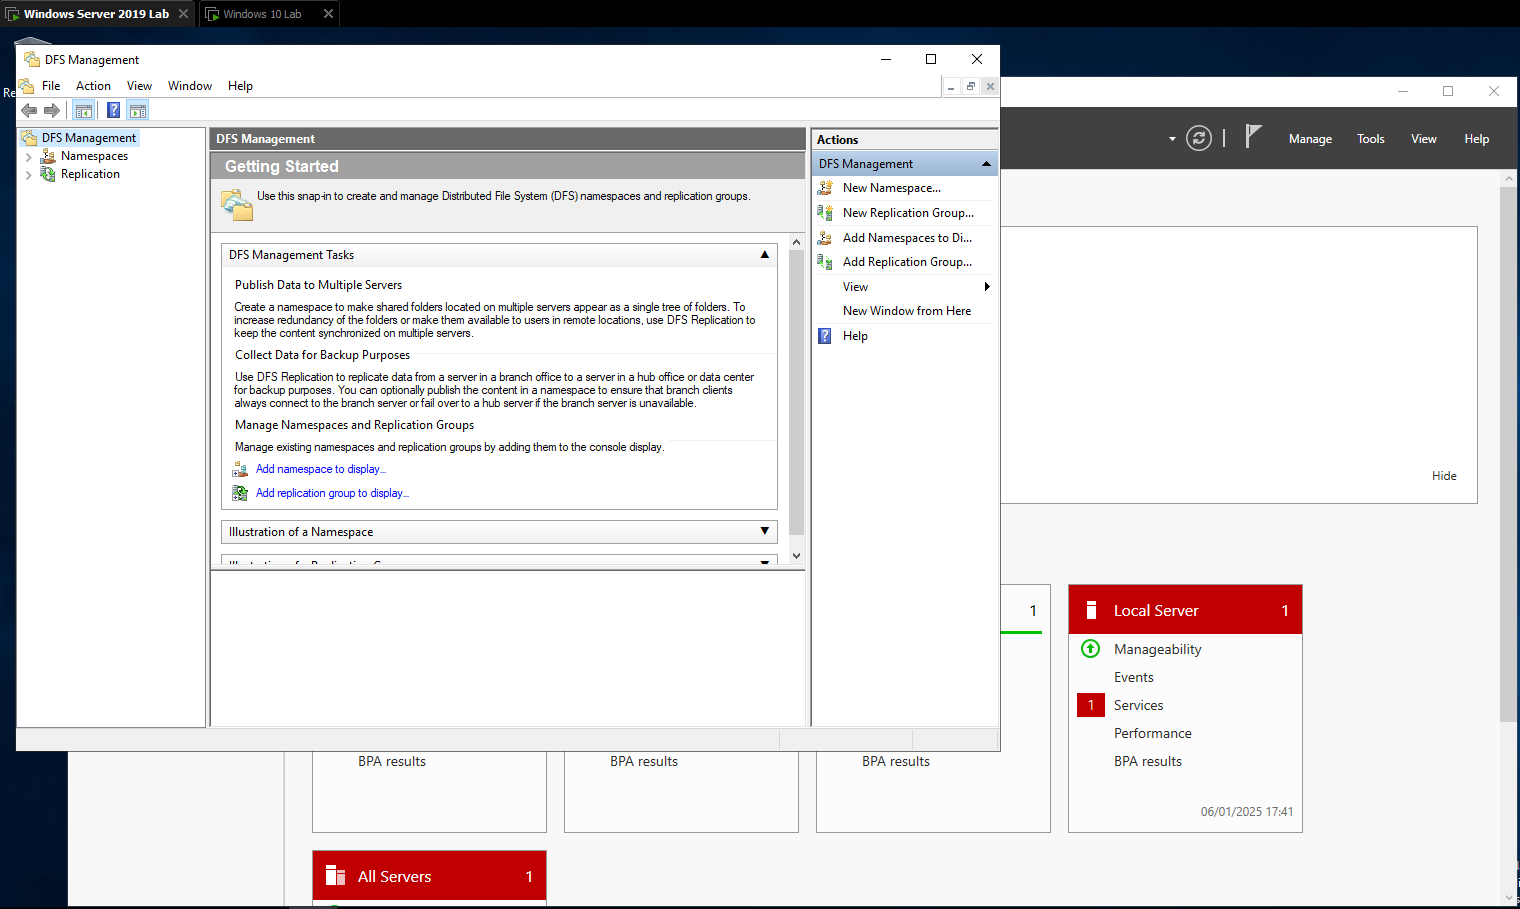 Windows Server 2019 Lab
Windows 10 Lab
DFS Management
File Action View Window Help
DFS Management
Namespaces
Replication
DFS Management
Getting Started
Use this snap-in to create and manage Distributed File System (DFS) namespaces and replication groups.
DFS Management Tasks
Publish Data to Multiple Servers
Create a namespace to make shared folders located on multiple servers appear as a single tree of folders. To
increase redundancy of the folders or make them available to users in remote locations, use DFS Replication to
keep the content synchronized on multiple servers.
Collect Data for Backup Purposes
Use DFS Replication to replicate data from a server in a branch office to a server in a hub office or data center
for backup purposes. You can optionally publish the content in a namespace to ensure that branch clients
always connect to the branch server or fail over to a hub server if the branch server is unavailable.
Manage Namespaces and Replication Groups
Manage existing namespaces and replication groups by adding them to the console display.
Add namespace to display...
Add replication group to display...
Illustration of a Namespace
Actions
DFS Management
New Namespace...
New Replication Group...
Add Namespaces to Di...
Add Replication Group...
View
New Window from Here
Help
Manage Tools View Help
Hide
1
Local Server 1
Manageability
Events
1 Services
Performance
BPA results
06/01/2025 17:41
BPA results
BPA results
BPA results
All Servers 1